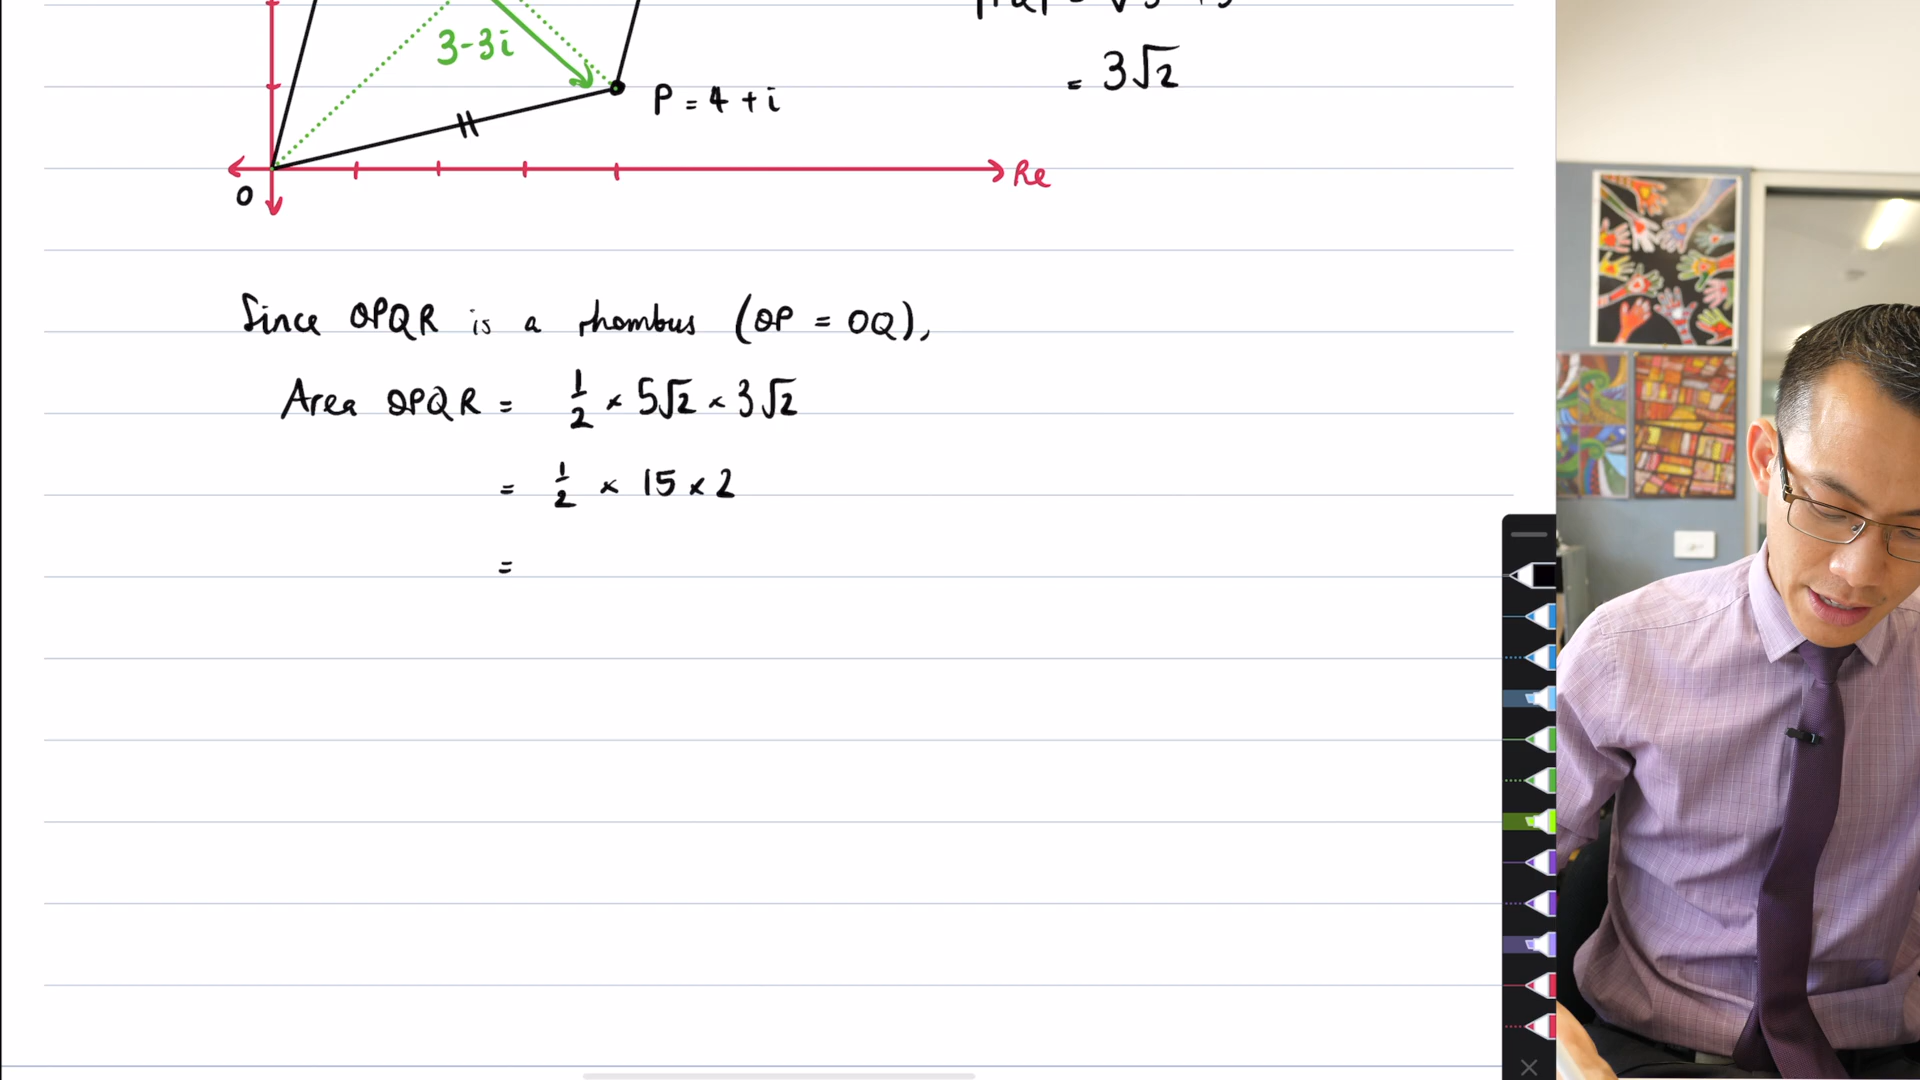 3-3i
= 3√2
P = 4 + i
Re
O
Since OPQR is a rhombus (OP = OQ),
Area OPQR = 1/2 × 5√2 × 3√2
= 1/2 × 15 × 2
=